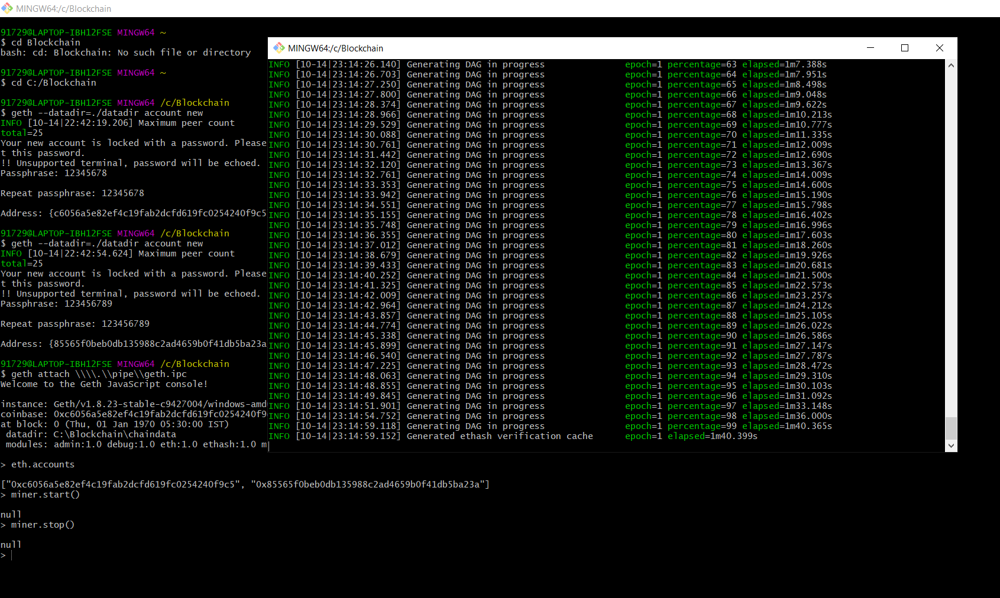 MINGW64:/c/Blockchain
91729@LAPTOP-IBH12FSE MINGW64 ~
$ cd Blockchain
bash: cd: Blockchain: No such file or directory
91729@LAPTOP-IBH12FSE MINGW64 ~
$ cd C:/Blockchain
91729@LAPTOP-IBH12FSE MINGW64 /c/Blockchain
$ geth --datadir=./datadir account new
INFO [10-14|22:42:19.206] Maximum peer count
total=25
Your new account is locked with a password. Please
t this password.
!! Unsupported terminal, password will be echoed.
Passphrase: 12345678
Repeat passphrase: 12345678
Address: {c6056a5e82ef4c19fab2dcfd619fc0254240f9c5
91729@LAPTOP-IBH12FSE MINGW64 /c/Blockchain
$ geth --datadir=./datadir account new
INFO [10-14|22:42:54.624] Maximum peer count
total=25
Your new account is locked with a password. Please
t this password.
!! Unsupported terminal, password will be echoed.
Passphrase: 123456789
Repeat passphrase: 123456789
Address: {85565f0beb0db135988c2ad4659b0f41db5ba23a
91729@LAPTOP-IBH12FSE MINGW64 /c/Blockchain
$ geth attach \\\\.\\pipe\\geth.ipc
Welcome to the Geth JavaScript console!
instance: Geth/v1.8.23-stable-c9427004/windows-amd
coinbase: 0xc6056a5e82ef4c19fab2dcfd619fc0254240f9
at block: 0 (Thu, 01 Jan 1970 05:30:00 IST)
datadir: C:\Blockchain\chaindata
modules: admin:1.0 debug:1.0 eth:1.0 ethash:1.0 m
> eth.accounts
["0xc6056a5e82ef4c19fab2dcfd619fc0254240f9c5", "0x85565f0beb0db135988c2ad4659b0f41db5ba23a"]
> miner.start()
null
> miner.stop()
null
>
MINGW64:/c/Blockchain
INFO [10-14|23:14:26.140] Generating DAG in progress epoch=1 percentage=63 elapsed=1m7.388s
INFO [10-14|23:14:26.703] Generating DAG in progress epoch=1 percentage=64 elapsed=1m7.951s
INFO [10-14|23:14:27.250] Generating DAG in progress epoch=1 percentage=65 elapsed=1m8.498s
INFO [10-14|23:14:27.800] Generating DAG in progress epoch=1 percentage=66 elapsed=1m9.048s
INFO [10-14|23:14:28.374] Generating DAG in progress epoch=1 percentage=67 elapsed=1m9.622s
INFO [10-14|23:14:28.966] Generating DAG in progress epoch=1 percentage=68 elapsed=1m10.213s
INFO [10-14|23:14:29.529] Generating DAG in progress epoch=1 percentage=69 elapsed=1m10.777s
INFO [10-14|23:14:30.088] Generating DAG in progress epoch=1 percentage=70 elapsed=1m11.335s
INFO [10-14|23:14:30.761] Generating DAG in progress epoch=1 percentage=71 elapsed=1m12.009s
INFO [10-14|23:14:31.442] Generating DAG in progress epoch=1 percentage=72 elapsed=1m12.690s
INFO [10-14|23:14:32.120] Generating DAG in progress epoch=1 percentage=73 elapsed=1m13.367s
INFO [10-14|23:14:32.761] Generating DAG in progress epoch=1 percentage=74 elapsed=1m14.009s
INFO [10-14|23:14:33.353] Generating DAG in progress epoch=1 percentage=75 elapsed=1m14.600s
INFO [10-14|23:14:33.942] Generating DAG in progress epoch=1 percentage=76 elapsed=1m15.190s
INFO [10-14|23:14:34.551] Generating DAG in progress epoch=1 percentage=77 elapsed=1m15.798s
INFO [10-14|23:14:35.155] Generating DAG in progress epoch=1 percentage=78 elapsed=1m16.402s
INFO [10-14|23:14:35.748] Generating DAG in progress epoch=1 percentage=79 elapsed=1m16.996s
INFO [10-14|23:14:36.355] Generating DAG in progress epoch=1 percentage=80 elapsed=1m17.603s
INFO [10-14|23:14:37.012] Generating DAG in progress epoch=1 percentage=81 elapsed=1m18.260s
INFO [10-14|23:14:38.679] Generating DAG in progress epoch=1 percentage=82 elapsed=1m19.926s
INFO [10-14|23:14:39.433] Generating DAG in progress epoch=1 percentage=83 elapsed=1m20.681s
INFO [10-14|23:14:40.252] Generating DAG in progress epoch=1 percentage=84 elapsed=1m21.500s
INFO [10-14|23:14:41.325] Generating DAG in progress epoch=1 percentage=85 elapsed=1m22.573s
INFO [10-14|23:14:42.009] Generating DAG in progress epoch=1 percentage=86 elapsed=1m23.257s
INFO [10-14|23:14:42.964] Generating DAG in progress epoch=1 percentage=87 elapsed=1m24.212s
INFO [10-14|23:14:43.857] Generating DAG in progress epoch=1 percentage=88 elapsed=1m25.105s
INFO [10-14|23:14:44.774] Generating DAG in progress epoch=1 percentage=89 elapsed=1m26.022s
INFO [10-14|23:14:45.338] Generating DAG in progress epoch=1 percentage=90 elapsed=1m26.586s
INFO [10-14|23:14:45.899] Generating DAG in progress epoch=1 percentage=91 elapsed=1m27.147s
INFO [10-14|23:14:46.540] Generating DAG in progress epoch=1 percentage=92 elapsed=1m27.787s
INFO [10-14|23:14:47.225] Generating DAG in progress epoch=1 percentage=93 elapsed=1m28.472s
INFO [10-14|23:14:48.063] Generating DAG in progress epoch=1 percentage=94 elapsed=1m29.310s
INFO [10-14|23:14:48.855] Generating DAG in progress epoch=1 percentage=95 elapsed=1m30.103s
INFO [10-14|23:14:49.845] Generating DAG in progress epoch=1 percentage=96 elapsed=1m31.092s
INFO [10-14|23:14:51.901] Generating DAG in progress epoch=1 percentage=97 elapsed=1m33.148s
INFO [10-14|23:14:54.752] Generating DAG in progress epoch=1 percentage=98 elapsed=1m36.000s
INFO [10-14|23:14:59.118] Generating DAG in progress epoch=1 percentage=99 elapsed=1m40.365s
INFO [10-14|23:14:59.152] Generated ethash verification cache epoch=1 elapsed=1m40.399s